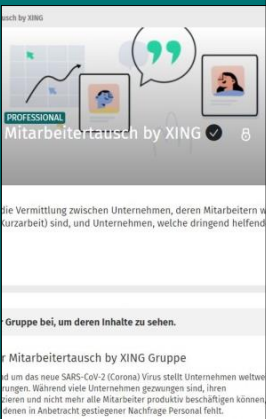 tausch by XING
PROFESSIONAL
Mitarbeitertausch by XING
die Vermittlung zwischen Unternehmen, deren Mitarbeitern w
Kurzarbeit) sind, und Unternehmen, welche dringend helfend
r Gruppe bei, um deren Inhalte zu sehen.
r Mitarbeitertausch by XING Gruppe
nd um das neue SARS-CoV-2 (Corona) Virus stellt Unternehmen weltwe
rungen. Während viele Unternehmen gezwungen sind, ihren
zieren und nicht mehr alle Mitarbeiter produktiv beschäftigen können,
denen in Anbetracht gestiegener Nachfrage Personal fehlt.